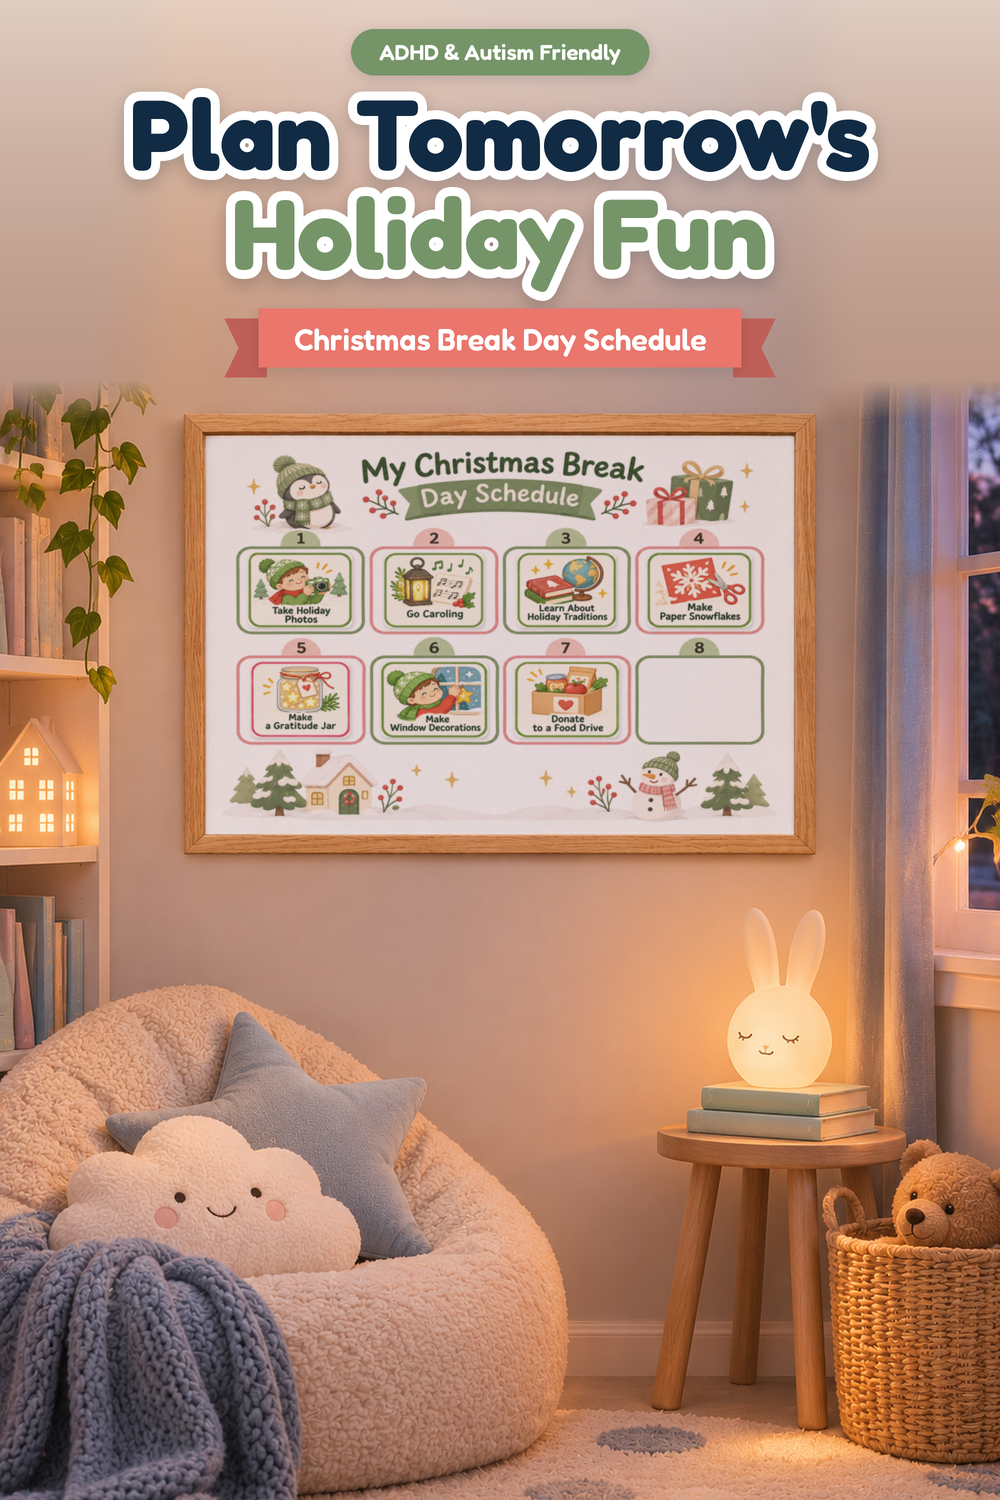 ADHD & Autism Friendly
Plan Tomorrow's
Holiday Fun
Christmas Break Day Schedule
My Christmas Break
Day Schedule
1
2
3
4
Take Holiday
Photos
Go Caroling
Learn About
Holiday Traditions
Make
Paper Snowflakes
5
6
7
8
Make
a Gratitude Jar
Make
Window Decorations
Donate
to a Food Drive